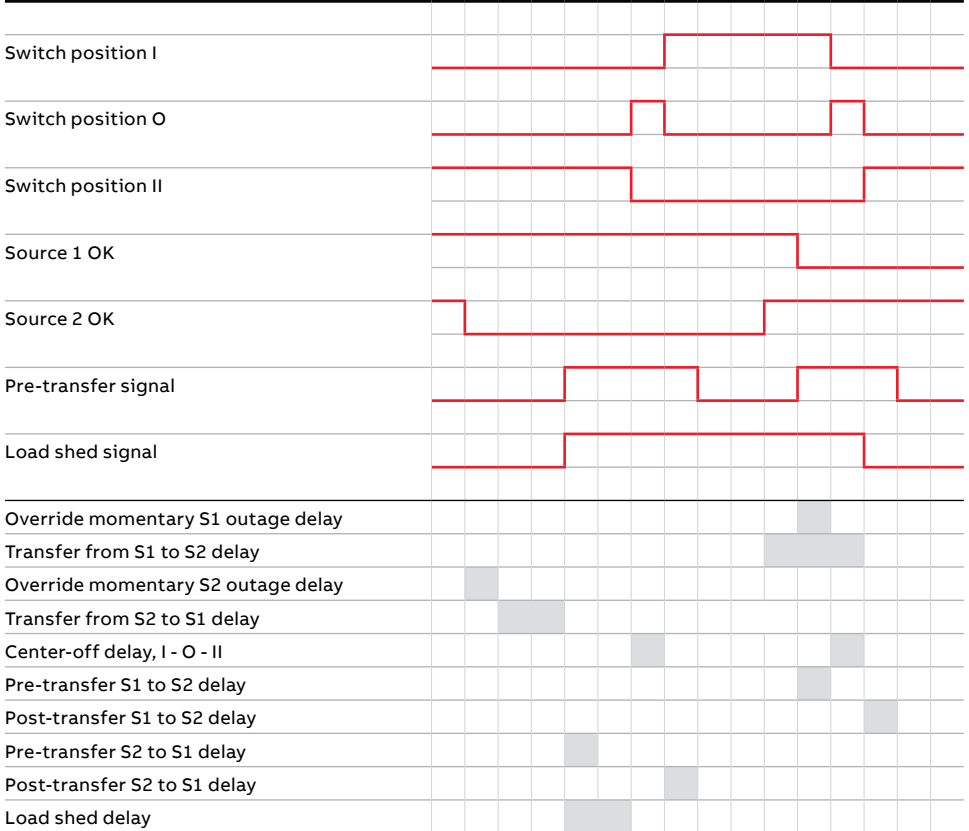 Switch position I
Switch position O
Switch position II
Source 1 OK
Source 2 OK
Pre-transfer signal
Load shed signal
Override momentary S1 outage delay
Transfer from S1 to S2 delay
Override momentary S2 outage delay
Transfer from S2 to S1 delay
Center-off delay, I - O - II
Pre-transfer S1 to S2 delay
Post-transfer S1 to S2 delay
Pre-transfer S2 to S1 delay
Post-transfer S2 to S1 delay
Load shed delay